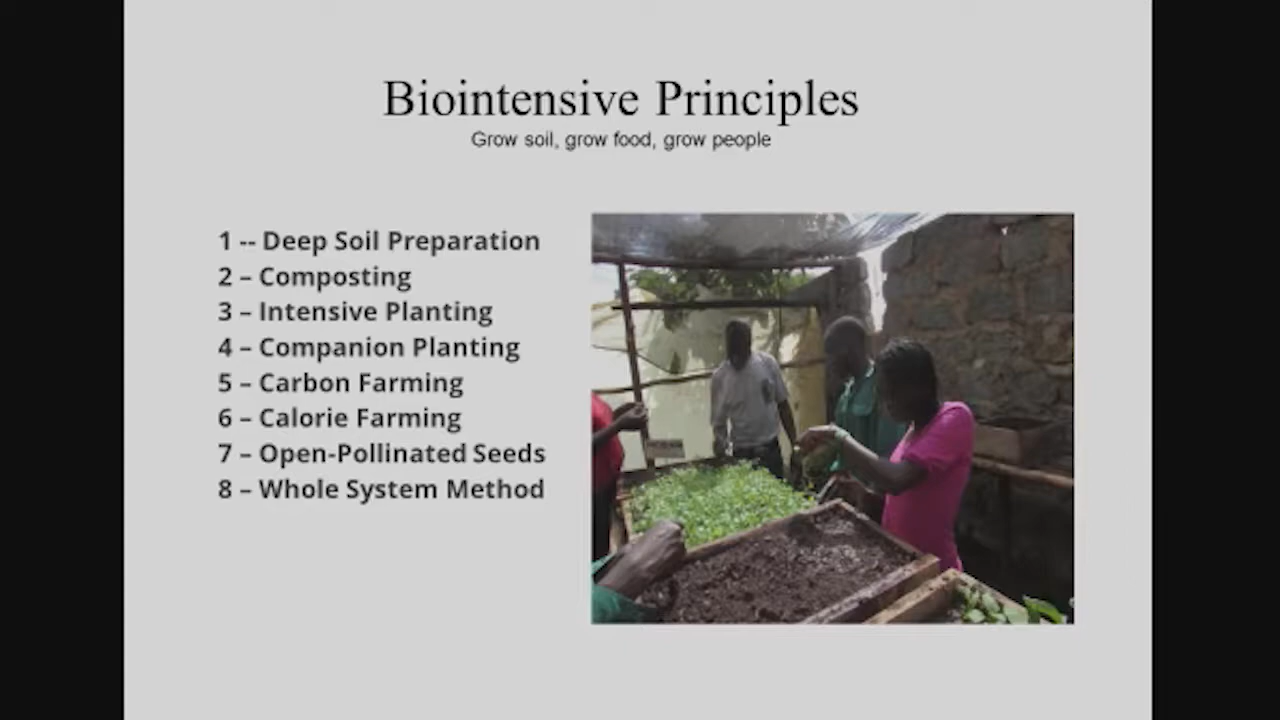 Biointensive Principles
Grow soil, grow food, grow people
1 -- Deep Soil Preparation
2 – Composting
3 – Intensive Planting
4 – Companion Planting
5 – Carbon Farming
6 – Calorie Farming
7 – Open-Pollinated Seeds
8 – Whole System Method